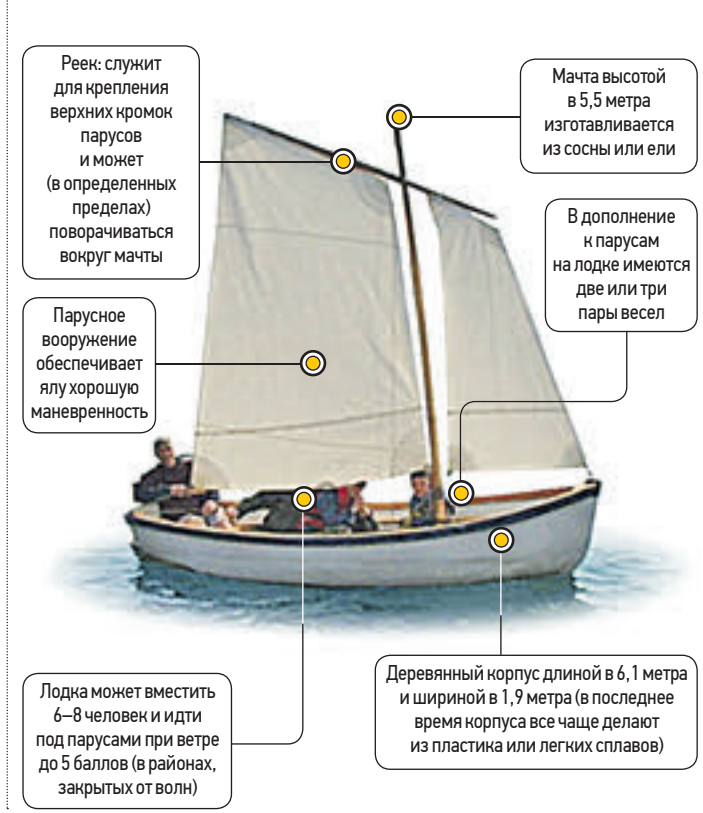 Реек: служит
для крепления
верхних кромок
парусов
и может
(в определенных
пределах)
поворачиваться
вокруг мачты
Мачта высотой
в 5,5 метра
изготавливается
из сосны или ели
В дополнение
к парусам
на лодке имеются
две или три
пары весел
Парусное
вооружение
обеспечивает
ялу хорошую
маневренность
Лодка может вместить
6–8 человек и идти
под парусами при ветре
до 5 баллов (в районах,
закрытых от волн)
Деревянный корпус длиной в 6,1 метра
и шириной в 1,9 метра (в последнее
время корпуса все чаще делают
из пластика или легких сплавов)